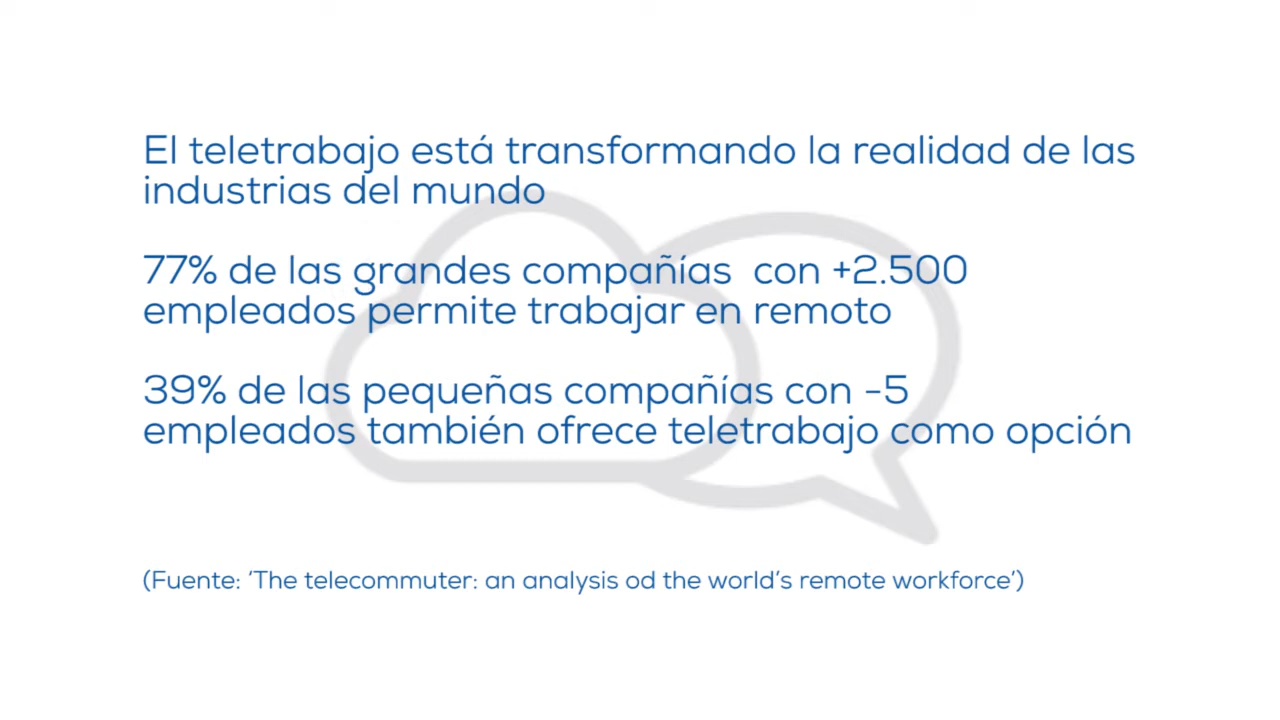 El teletrabajo está transformando la realidad de las
industrias del mundo
77% de las grandes compañías  con +2.500
empleados permite trabajar en remoto
39% de las pequeñas compañías con -5
empleados también ofrece teletrabajo como opción
(Fuente: ‘The telecommuter: an analysis od the world’s remote workforce’)